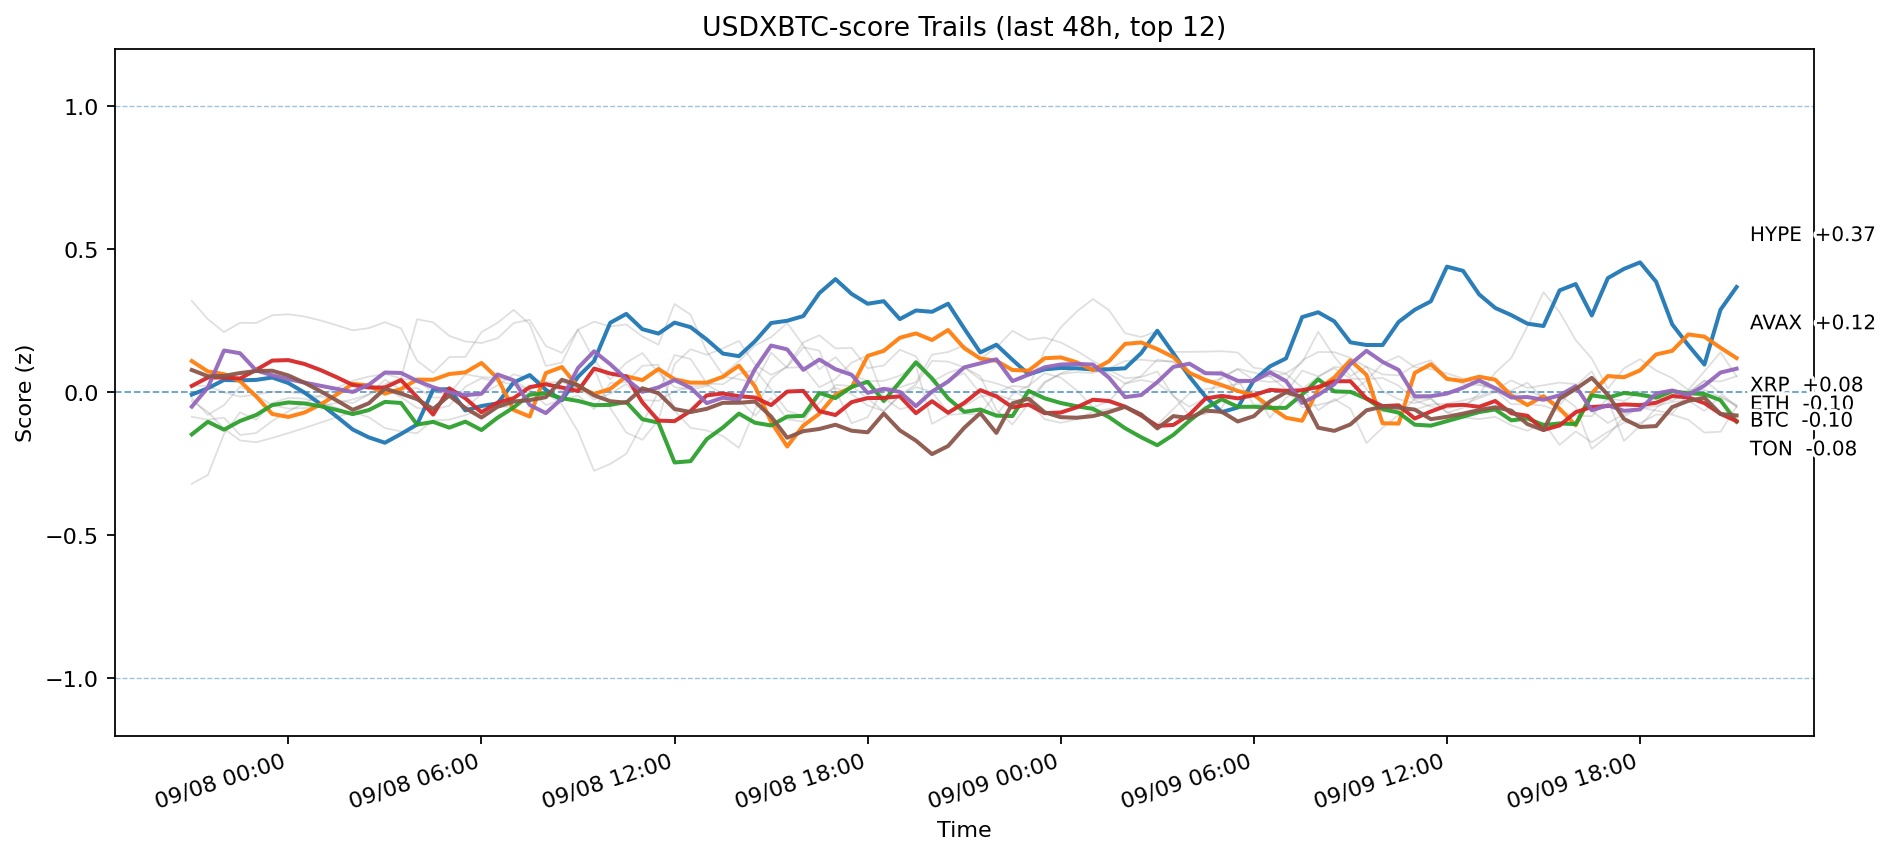 USDXBTC-score Trails (last 48h, top 12)
Score (z)
1.0
0.5
0.0
−0.5
−1.0
HYPE +0.37
AVAX +0.12
XRP +0.08
ETH -0.10
BTC -0.10
TON -0.08
09/08 00:00
09/08 06:00
09/08 12:00
09/08 18:00
09/09 00:00
09/09 06:00
09/09 12:00
09/09 18:00
Time